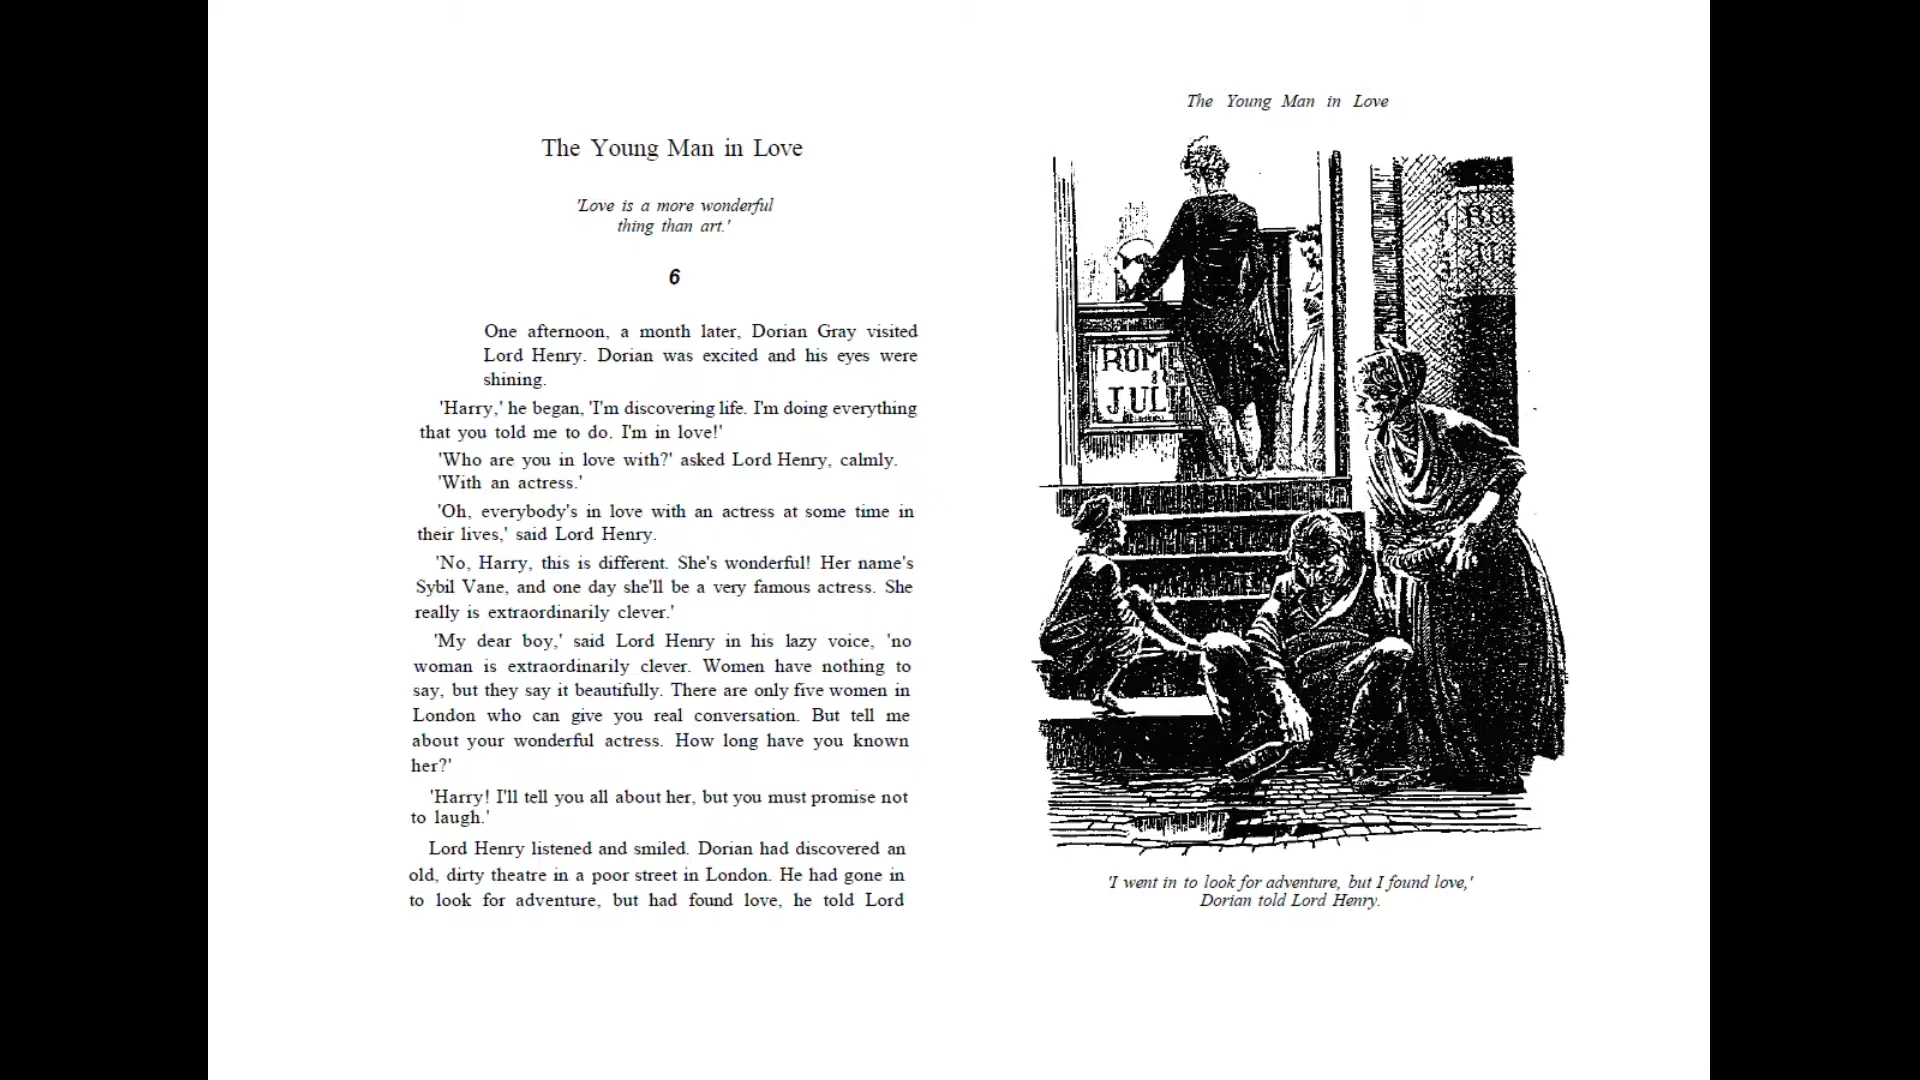 The Young Man in Love
'Love is a more wonderful
thing than art.'
6
One afternoon, a month later, Dorian Gray visited
Lord Henry. Dorian was excited and his eyes were
shining.
'Harry,' he began, 'I'm discovering life. I'm doing everything
that you told me to do. I'm in love!'
'Who are you in love with?' asked Lord Henry, calmly.
'With an actress.'
'Oh, everybody's in love with an actress at some time in
their lives,' said Lord Henry.
'No, Harry, this is different. She's wonderful! Her name's
Sybil Vane, and one day she'll be a very famous actress. She
really is extraordinarily clever.'
'My dear boy,' said Lord Henry in his lazy voice, 'no
woman is extraordinarily clever. Women have nothing to
say, but they say it beautifully. There are only five women in
London who can give you real conversation. But tell me
about your wonderful actress. How long have you known
her?'
'Harry! I'll tell you all about her, but you must promise not
to laugh.'
Lord Henry listened and smiled. Dorian had discovered an
old, dirty theatre in a poor street in London. He had gone in
to look for adventure, but had found love, he told Lord
The Young Man in Love
ROM
&
JULI
'I went in to look for adventure, but I found love,'
Dorian told Lord Henry.